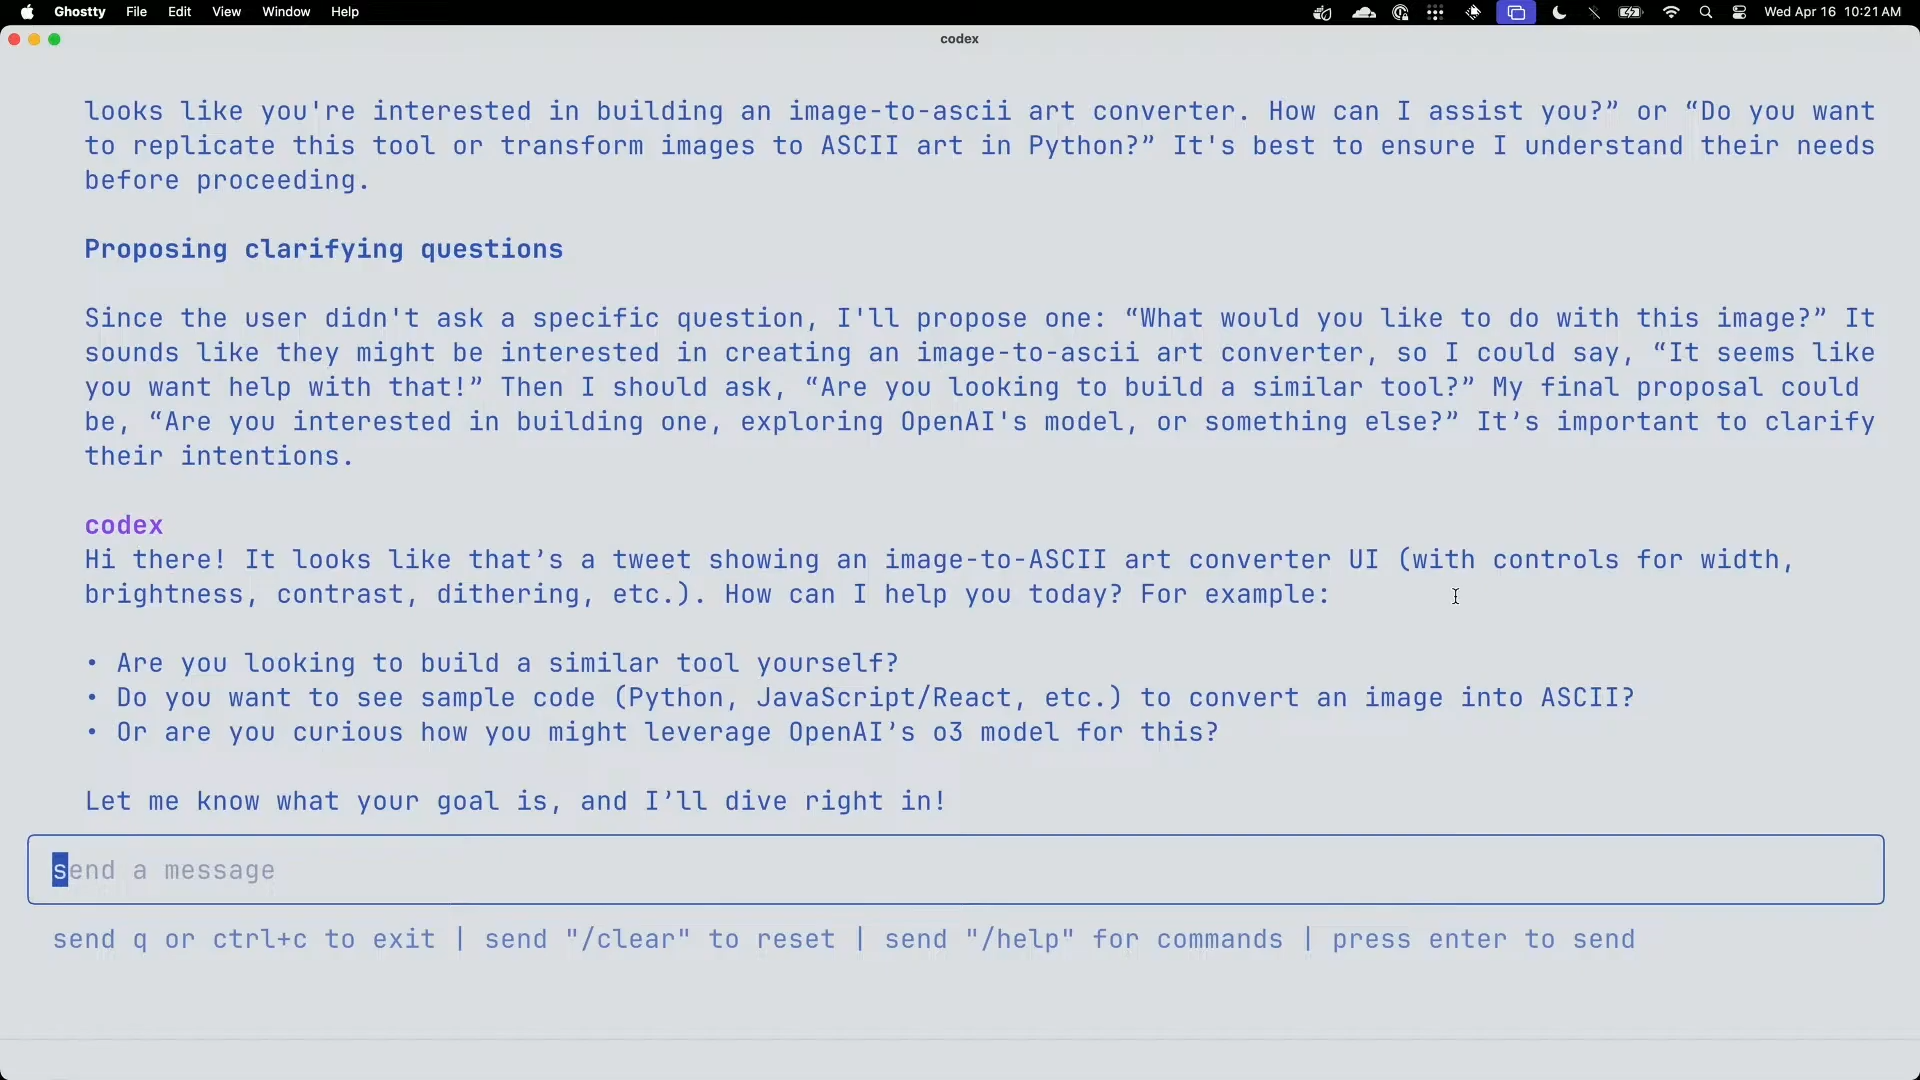 Ghostty File Edit View Window Help Wed Apr 16 10:21 AM
codex
looks like you're interested in building an image-to-ascii art converter. How can I assist you?” or “Do you want
to replicate this tool or transform images to ASCII art in Python?” It's best to ensure I understand their needs
before proceeding.
Proposing clarifying questions
Since the user didn't ask a specific question, I'll propose one: “What would you like to do with this image?” It
sounds like they might be interested in creating an image-to-ascii art converter, so I could say, “It seems like
you want help with that!” Then I should ask, “Are you looking to build a similar tool?” My final proposal could
be, “Are you interested in building one, exploring OpenAI's model, or something else?” It’s important to clarify
their intentions.
codex
Hi there! It looks like that’s a tweet showing an image-to-ASCII art converter UI (with controls for width,
brightness, contrast, dithering, etc.). How can I help you today? For example:
• Are you looking to build a similar tool yourself?
• Do you want to see sample code (Python, JavaScript/React, etc.) to convert an image into ASCII?
• Or are you curious how you might leverage OpenAI’s o3 model for this?
Let me know what your goal is, and I’ll dive right in!
send a message
send q or ctrl+c to exit | send "/clear" to reset | send "/help" for commands | press enter to send